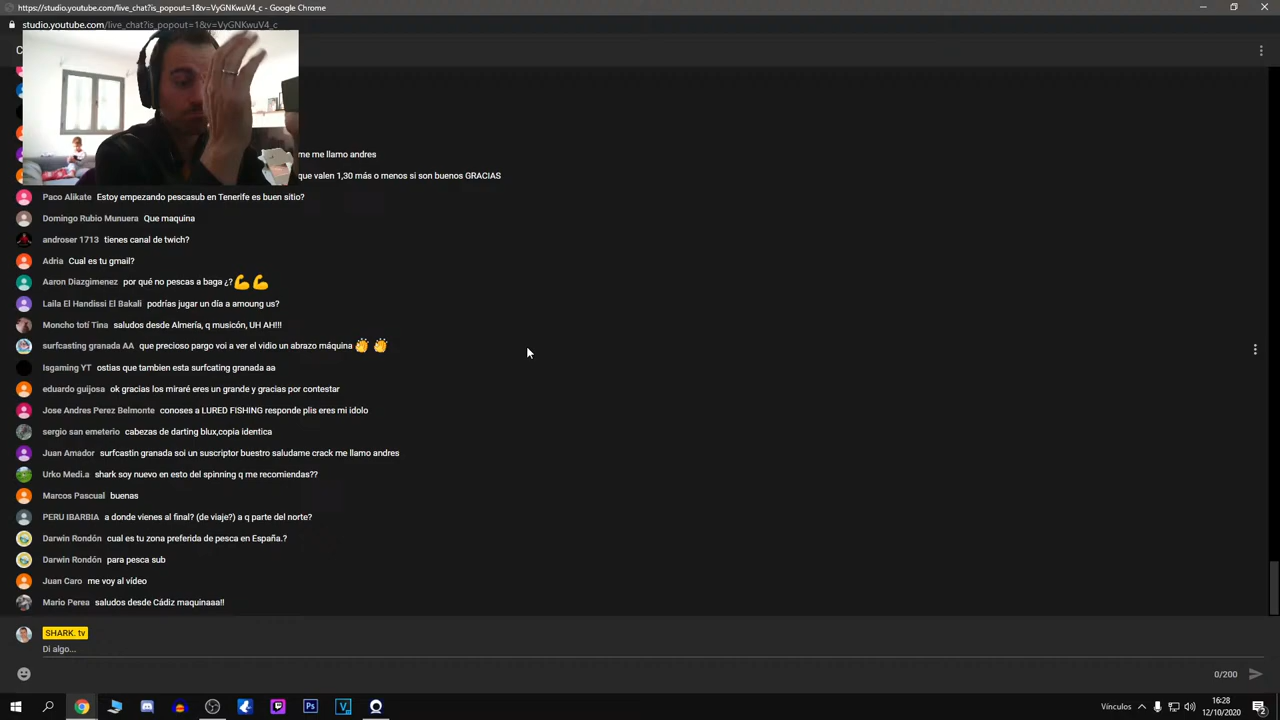 https://studio.youtube.com/live_chat?is_popout=1&v=VyGNKwuV4_c - Google Chrome
studio.youtube.com/live_chat?is_popout=1&v=VyGNKwuV4_c
me me llamo andres
que valen 1,30 más o menos si son buenos GRACIAS
Paco Alikate Estoy empezando pescasub en Tenerife es buen sitio?
Domingo Rubio Munuera Que maquina
androser 1713 tienes canal de twich?
Adria Cual es tu gmail?
Aaron Diazgimenez por qué no pescas a baga ¿?💪💪
Laila El Handissi El Bakali podrías jugar un día a amoung us?
Moncho totí Tina saludos desde Almería, q musicón, UH AH!!!
surfcasting granada AA que precioso pargo voi a ver el vidio un abrazo máquina 👏 👏
Isgaming YT ostias que tambien esta surfcating granada aa
eduardo guijosa ok gracias los miraré eres un grande y gracias por contestar
Jose Andres Perez Belmonte conoses a LURED FISHING responde plis eres mi idolo
sergio san emeterio cabezas de darting blux,copia identica
Juan Amador surfcastin granada soi un suscriptor buestro saludame crack me llamo andres
Urko Medi.a shark soy nuevo en esto del spinning q me recomiendas??
Marcos Pascual buenas
PERU IBARBIA a donde vienes al final? (de viaje?) a q parte del norte?
Darwin Rondón cual es tu zona preferida de pesca en España.?
Darwin Rondón para pesca sub
Juan Caro me voy al vídeo
Mario Perea saludos desde Cádiz maquinaaa!!
SHARK. tv
Di algo...
0/200
Vínculos
16:28
12/10/2020